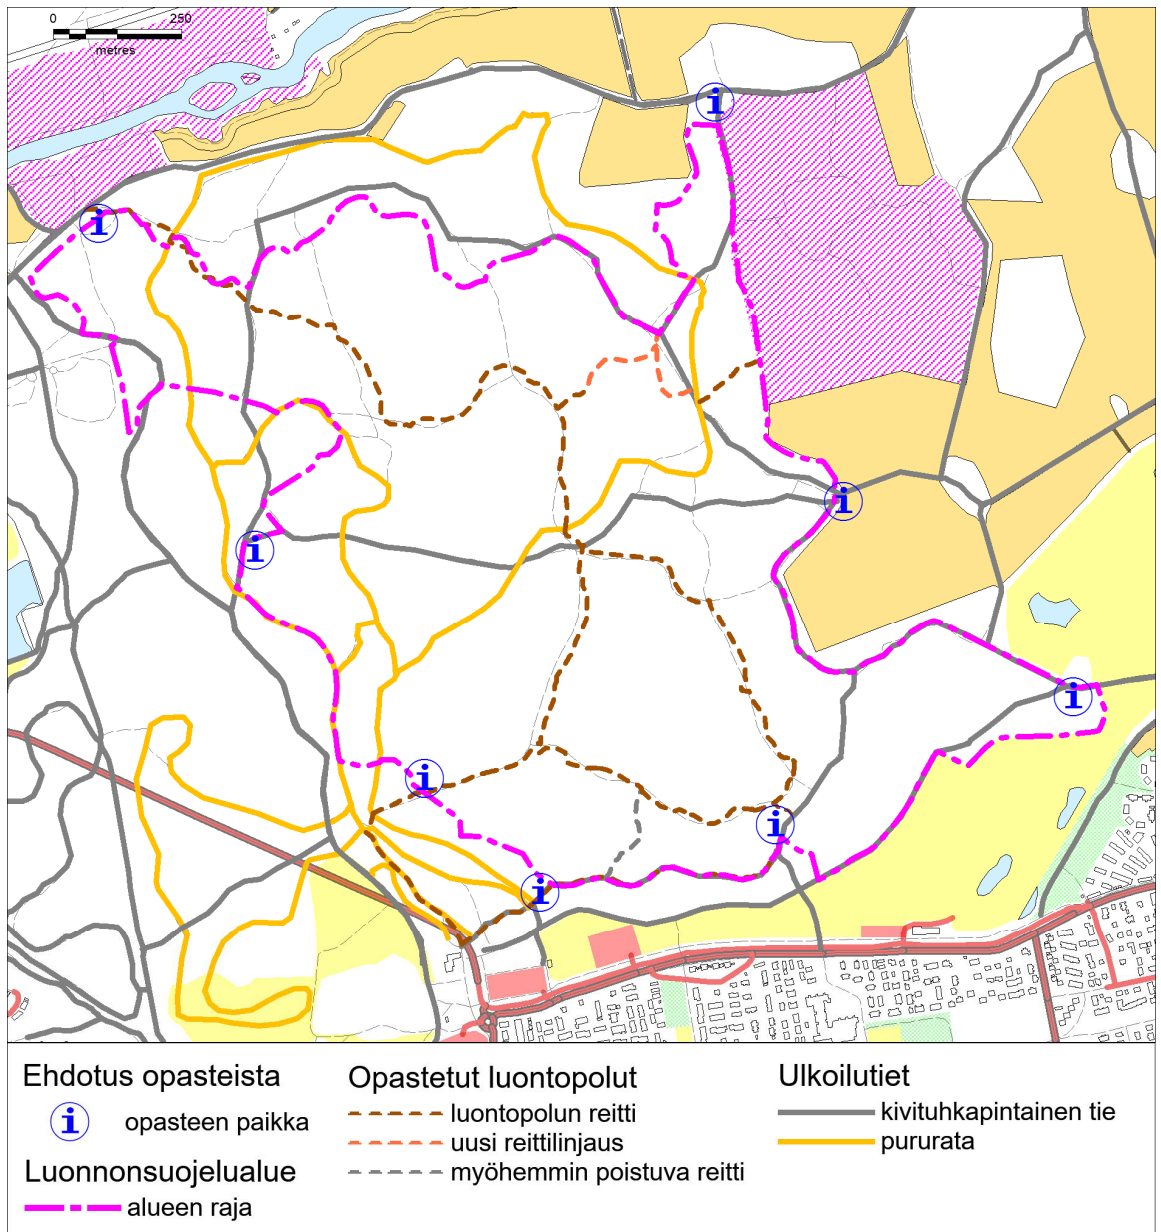 0 250
metres
i
i
i
i
i
i
i
i
Ehdotus opasteista
i opasteen paikka
Luonnonsuojelualue
alueen raja
Opastetut luontopolut
luontopolun reitti
uusi reittilinjaus
myöhemmin poistuva reitti
Ulkoilutiet
kivituhkapintainen tie
pururata